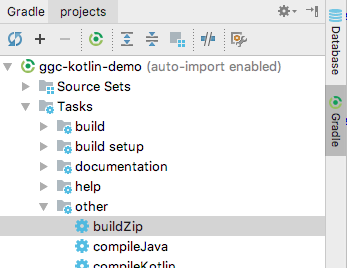 Gradle projects
ggc-kotlin-demo (auto-import enabled)
Source Sets
Tasks
build
build setup
documentation
help
other
buildZip
compileJava
compileKotlin
Database
Gradle